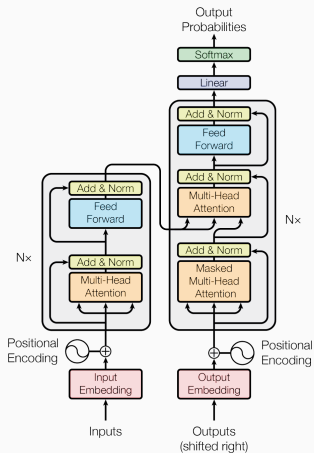 Output
Probabilities
Softmax
Linear
Add & Norm
Feed
Forward
Add & Norm
Multi-Head
Attention
Add & Norm
Masked
Multi-Head
Attention
N×
Add & Norm
Feed
Forward
Add & Norm
Multi-Head
Attention
N×
Positional
Encoding
Positional
Encoding
Input
Embedding
Output
Embedding
Inputs
Outputs
(shifted right)